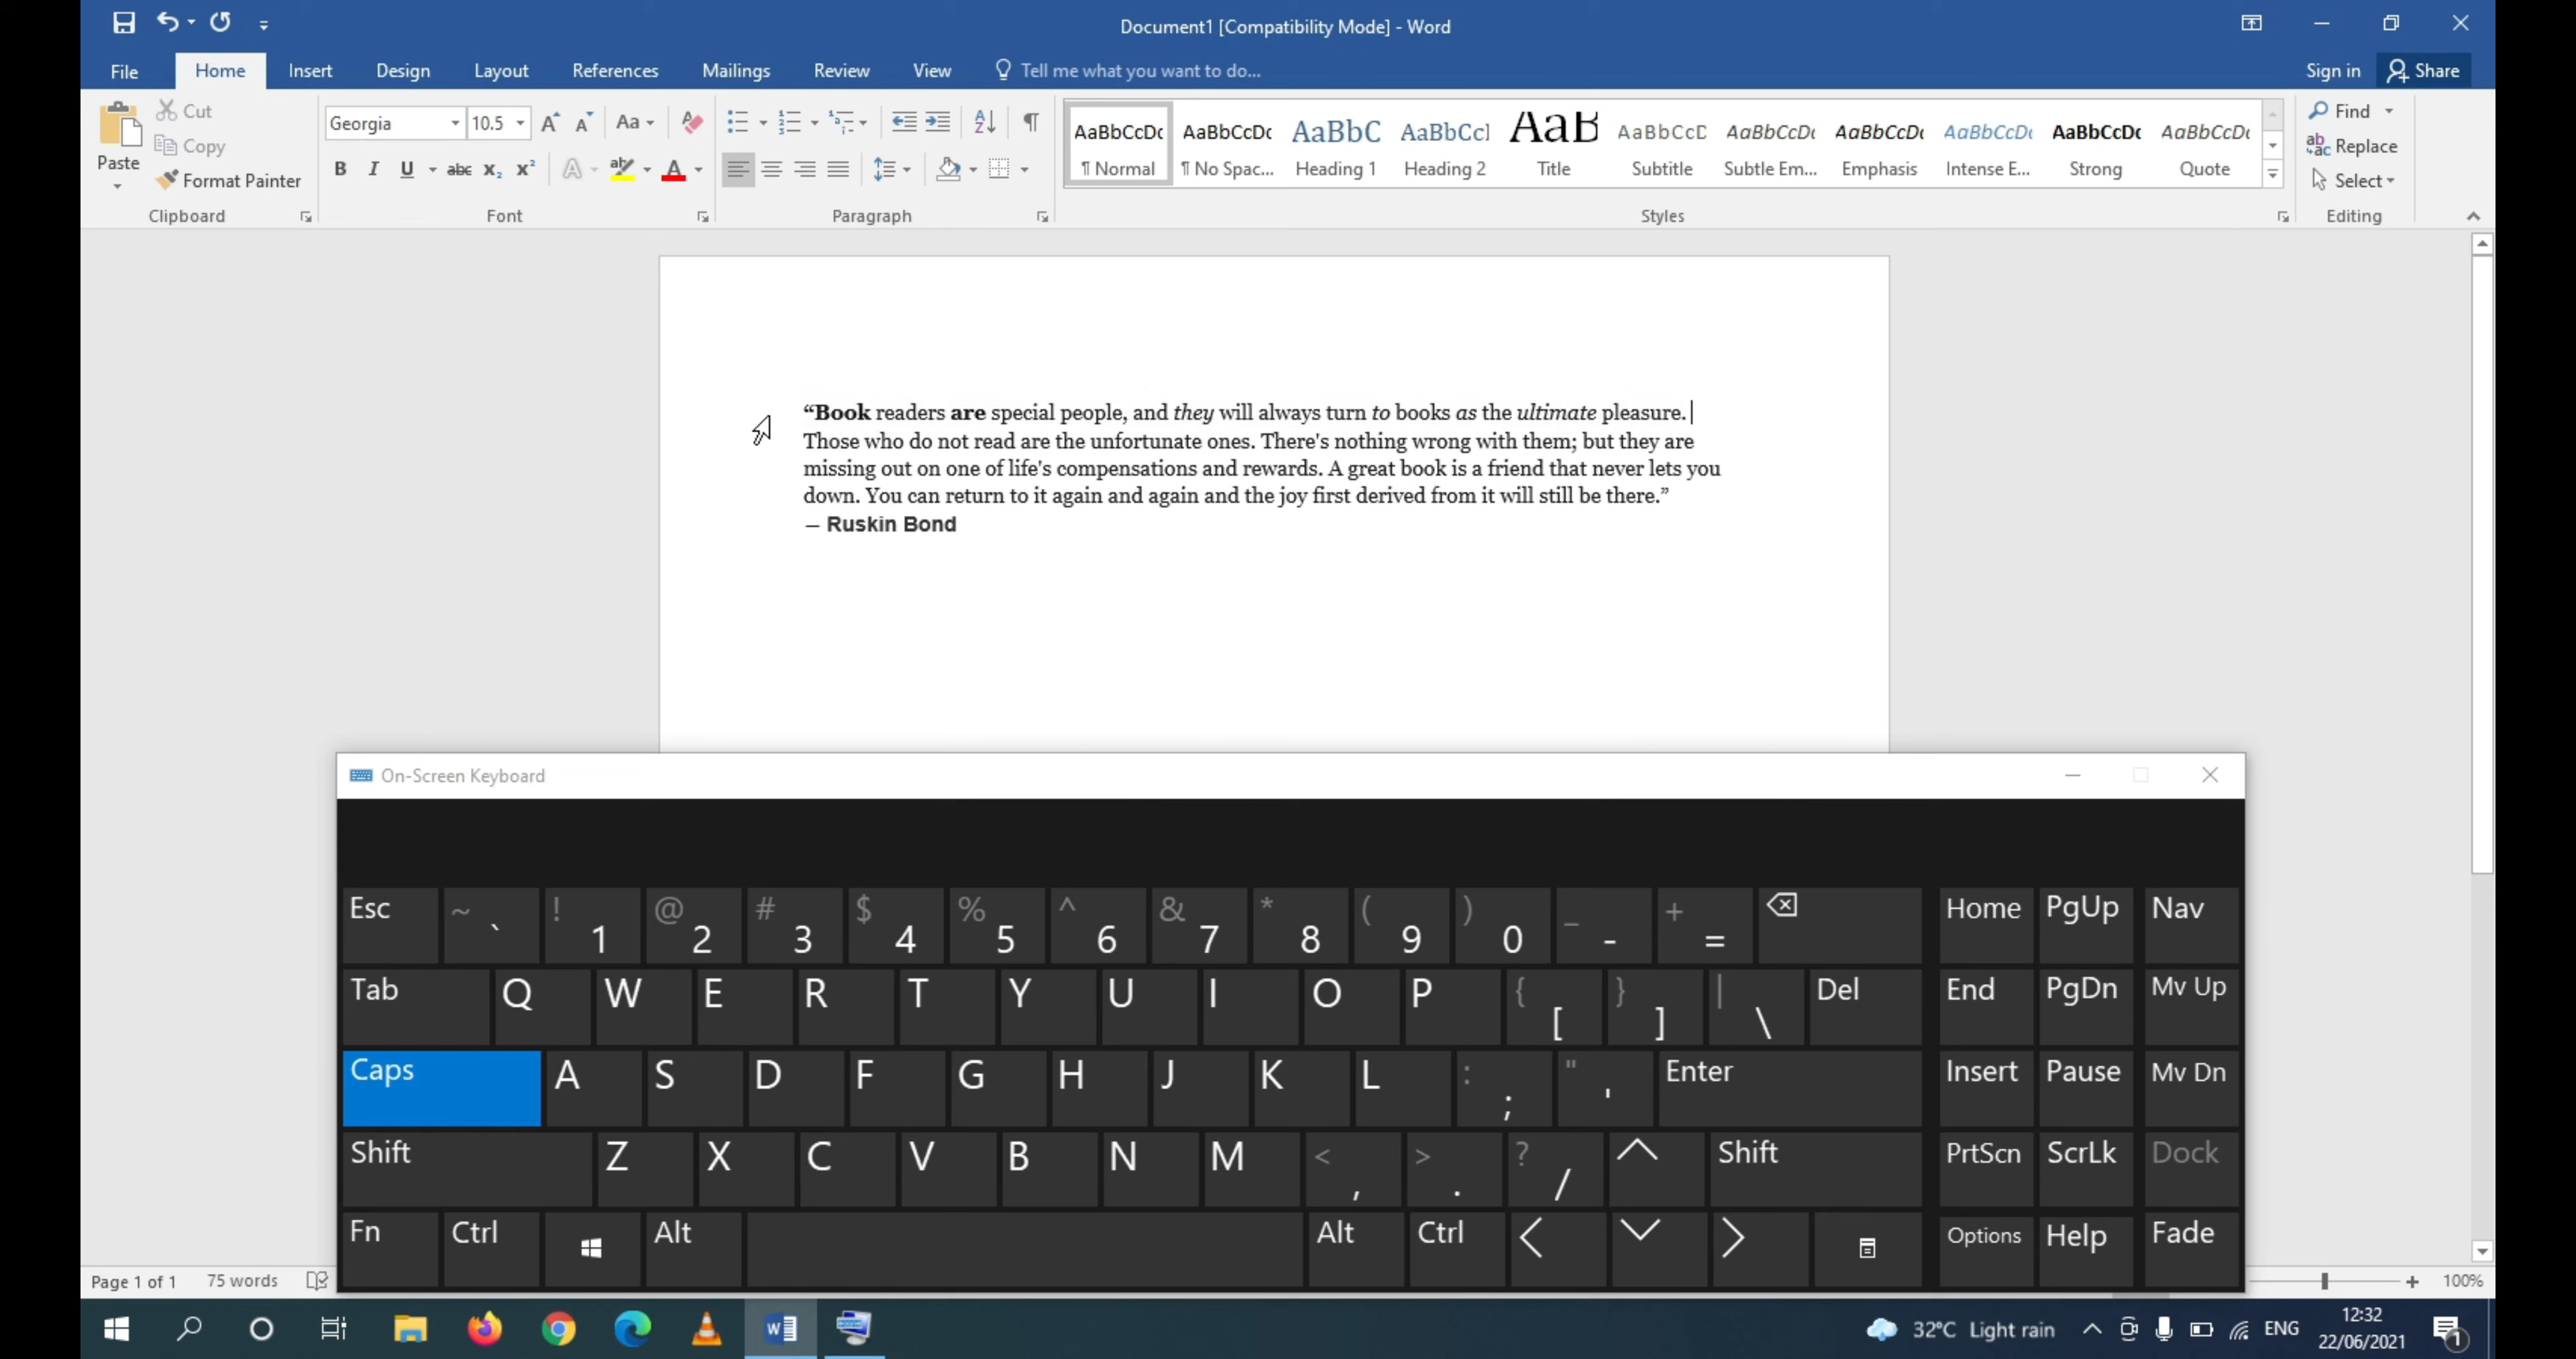 Document1 [Compatibility Mode] - Word
File Home Insert Design Layout References Mailings Review View Tell me what you want to do... Sign in Share
Paste
Cut
Copy
Format Painter
Clipboard
Georgia 10.5
Aa
B I U abc x₂ x²
A
Font
Paragraph
AaBbCcDc AaBbCcDc AaBbC AaBbCcI AaB AaBbCcD AaBbCcDc AaBbCcDc AaBbCcDc AaBbCcDc AaBbCcDc
¶ Normal ¶ No Spac... Heading 1 Heading 2 Title Subtitle Subtle Em... Emphasis Intense E... Strong Quote
Styles
Find
Replace
Select
Editing
“Book readers are special people, and they will always turn to books as the ultimate pleasure.
Those who do not read are the unfortunate ones. There's nothing wrong with them; but they are
missing out on one of life's compensations and rewards. A great book is a friend that never lets you
down. You can return to it again and again and the joy first derived from it will still be there.”
― Ruskin Bond
On-Screen Keyboard
Esc ~ ` ! 1 @ 2 # 3 $ 4 % 5 ^ 6 & 7 * 8 ( 9 ) 0 _ - + = Home PgUp Nav
Tab Q W E R T Y U I O P { [ } ] | \ Del End PgDn Mv Up
Caps A S D F G H J K L : ; " ' Enter Insert Pause Mv Dn
Shift Z X C V B N M < , > . ? / Shift PrtScn ScrLk Dock
Fn Ctrl Alt Alt Ctrl Options Help Fade
Page 1 of 1 75 words 100%
32°C Light rain ENG
12:32
22/06/2021
1